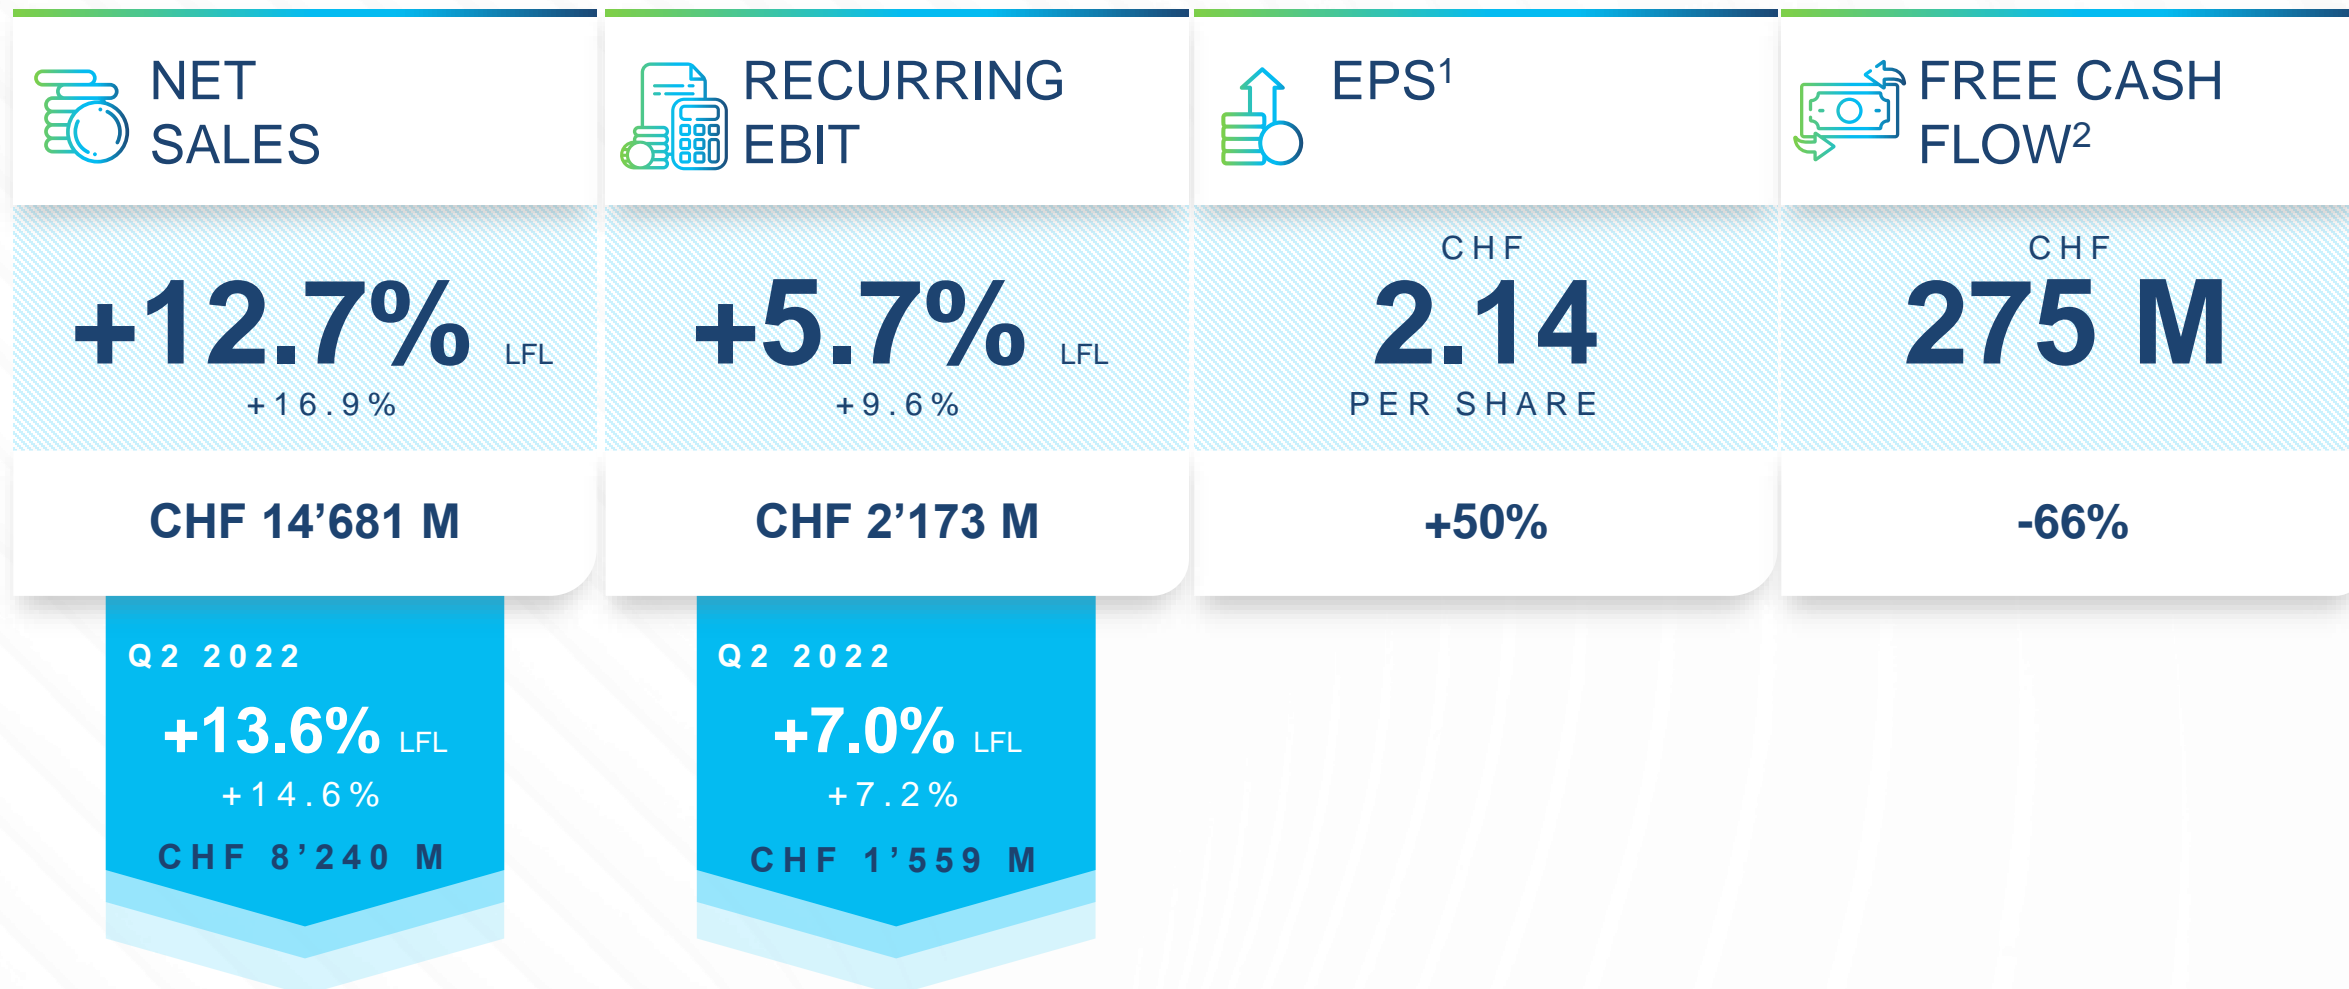 NET
SALES
+12.7% LFL
+16.9%
CHF 14’681 M
Q2 2022
+13.6% LFL
+14.6%
CHF 8’240 M
RECURRING
EBIT
+5.7% LFL
+9.6%
CHF 2’173 M
Q2 2022
+7.0% LFL
+7.2%
CHF 1’559 M
EPS¹
CHF
2.14
PER SHARE
+50%
FREE CASH
FLOW²
CHF
275 M
-66%